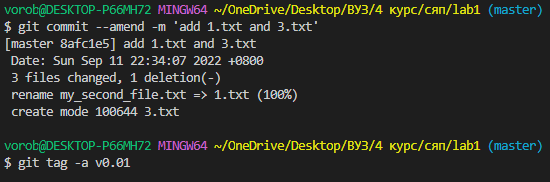 vorob@DESKTOP-P66MH72 MINGW64 ~/OneDrive/Desktop/ВУЗ/4 курс/сяп/lab1 (master)
$ git commit --amend -m 'add 1.txt and 3.txt'
[master 8afc1e5] add 1.txt and 3.txt
 Date: Sun Sep 11 22:34:07 2022 +0800
 3 files changed, 1 deletion(-)
 rename my_second_file.txt => 1.txt (100%)
 create mode 100644 3.txt
vorob@DESKTOP-P66MH72 MINGW64 ~/OneDrive/Desktop/ВУЗ/4 курс/сяп/lab1 (master)
$ git tag -a v0.01